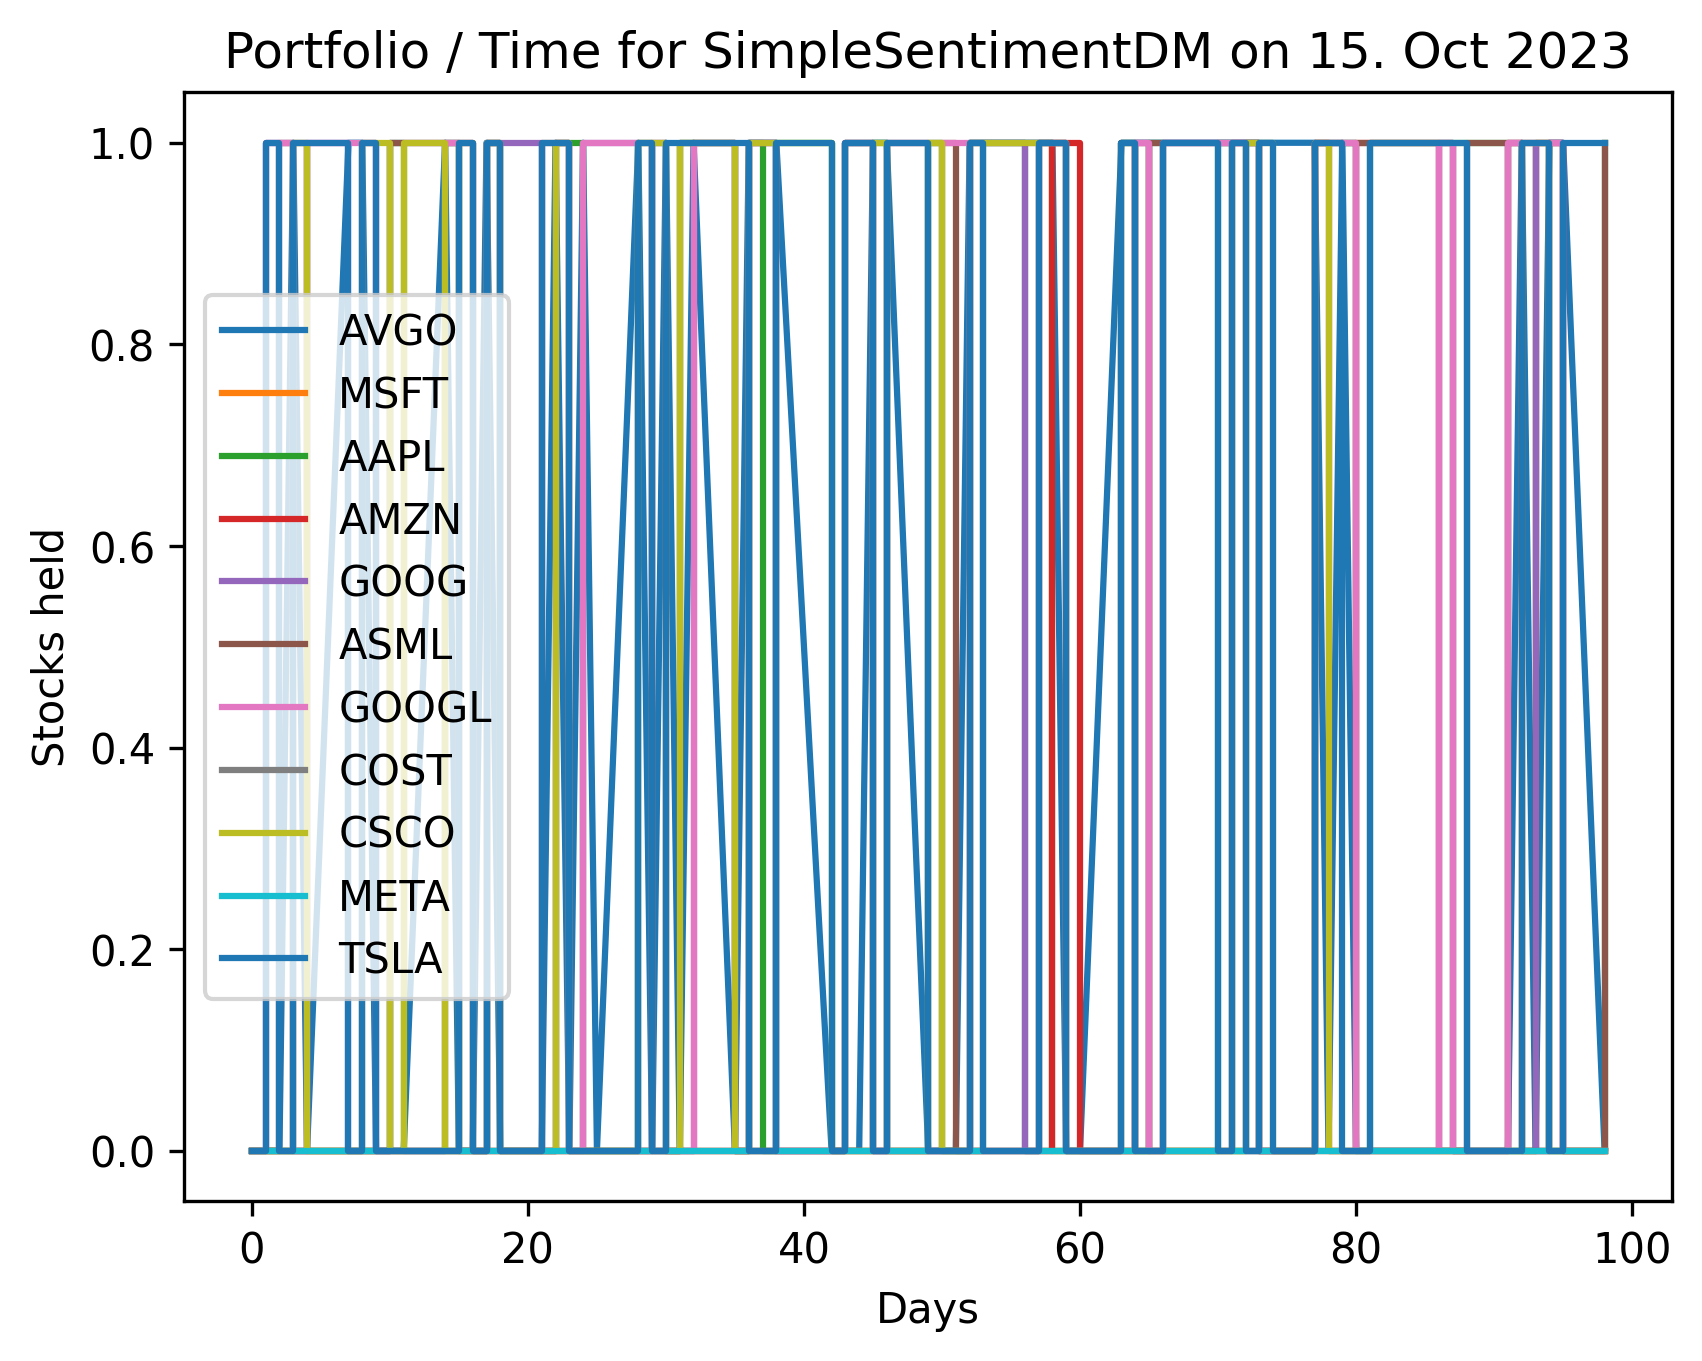 Portfolio / Time for SimpleSentimentDM on 15. Oct 2023
1.0
0.8
0.6
0.4
0.2
0.0
Stocks held
AVGO
MSFT
AAPL
AMZN
GOOG
ASML
GOOGL
COST
CSCO
META
TSLA
0 20 40 60 80 100
Days